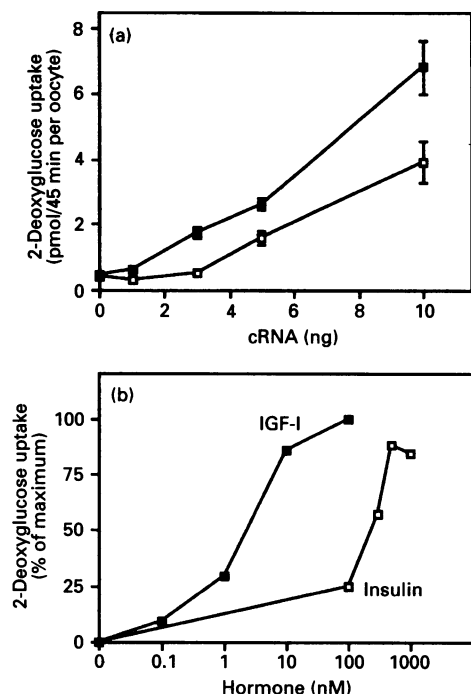 (a)
2-Deoxyglucose uptake
(pmol/45 min per oocyte)
8
6
4
2
0
0 2 4 6 8 10
cRNA (ng)
(b)
2-Deoxyglucose uptake
(% of maximum)
100
75
50
25
0
IGF-I
Insulin
0 0.1 1 10 100 1000
Hormone (nM)